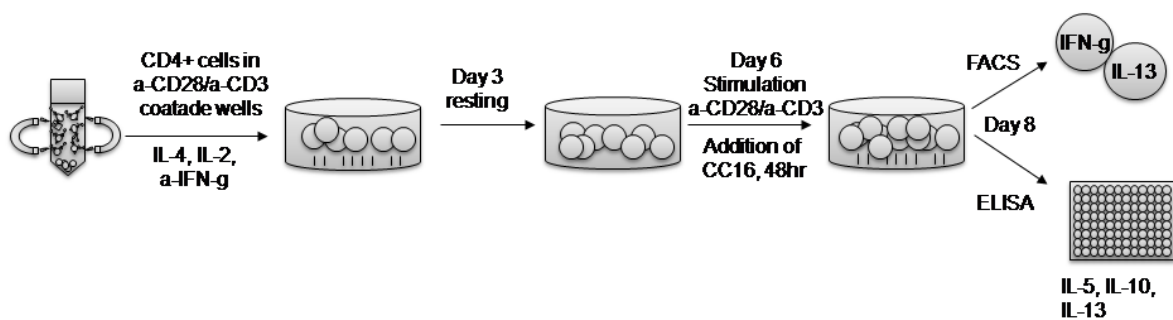 CD4+ cells in
a-CD28/a-CD3
coatade wells
IL-4, IL-2,
a-IFN-g
Day 3
resting
Day 6
Stimulation
a-CD28/a-CD3
Addition of
CC16, 48hr
FACS
IFN-g
IL-13
Day 8
ELISA
IL-5, IL-10,
IL-13